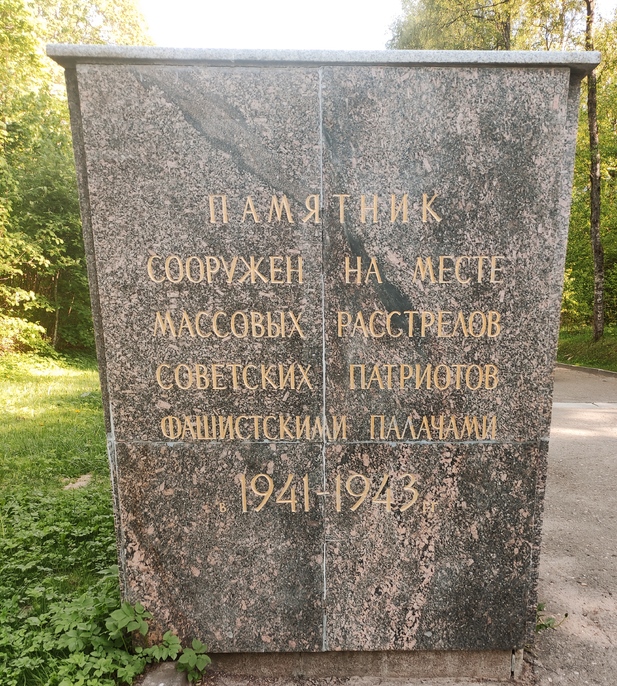 ПАМЯТНИК
СООРУЖЕН НА МЕСТЕ
МАССОВЫХ РАССТРЕЛОВ
СОВЕТСКИХ ПАТРИОТОВ
ФАШИСТСКИМИ ПАЛАЧАМИ
В 1941-1943 ГГ